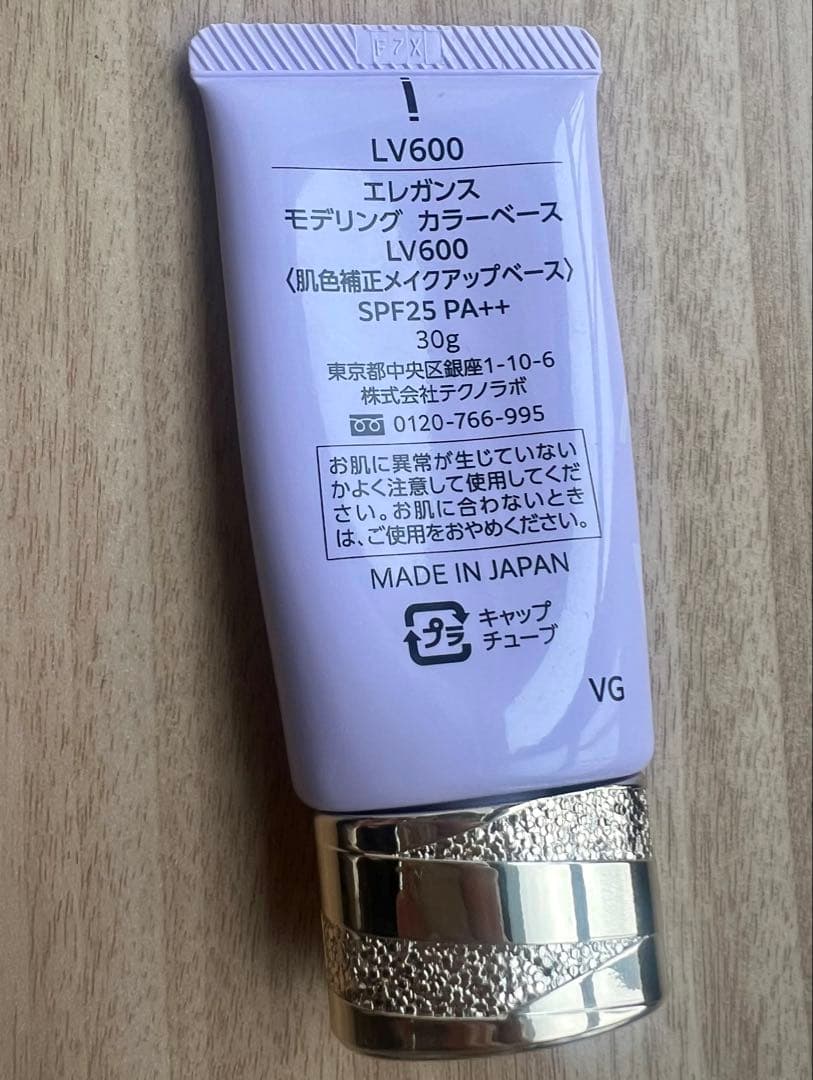 F7X
LV600
エレガンス
モデリング カラーベース
LV600
〈肌色補正メイクアップベース〉
SPF25 PA++
30g
東京都中央区銀座1-10-6
株式会社テクノラボ
0120-766-995
お肌に異常が生じていない
かよく注意して使用してくだ
さい。お肌に合わないとき
は、ご使用をおやめください。
MADE IN JAPAN
プラ
キャップ
チューブ
VG